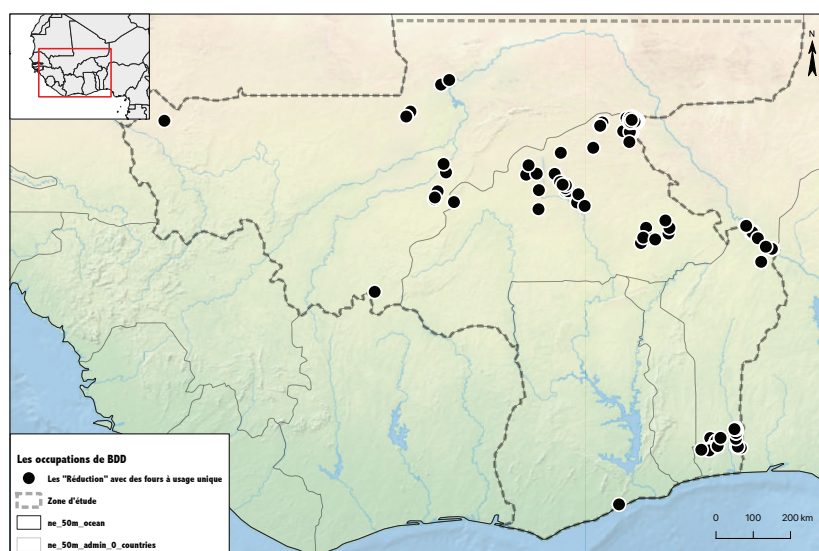 N
Les occupations de BDD
Les "Réduction" avec des fours à usage unique
Zone d'étude
ne_50m_ocean
ne_50m_admin_0_countries
0 100 200 km